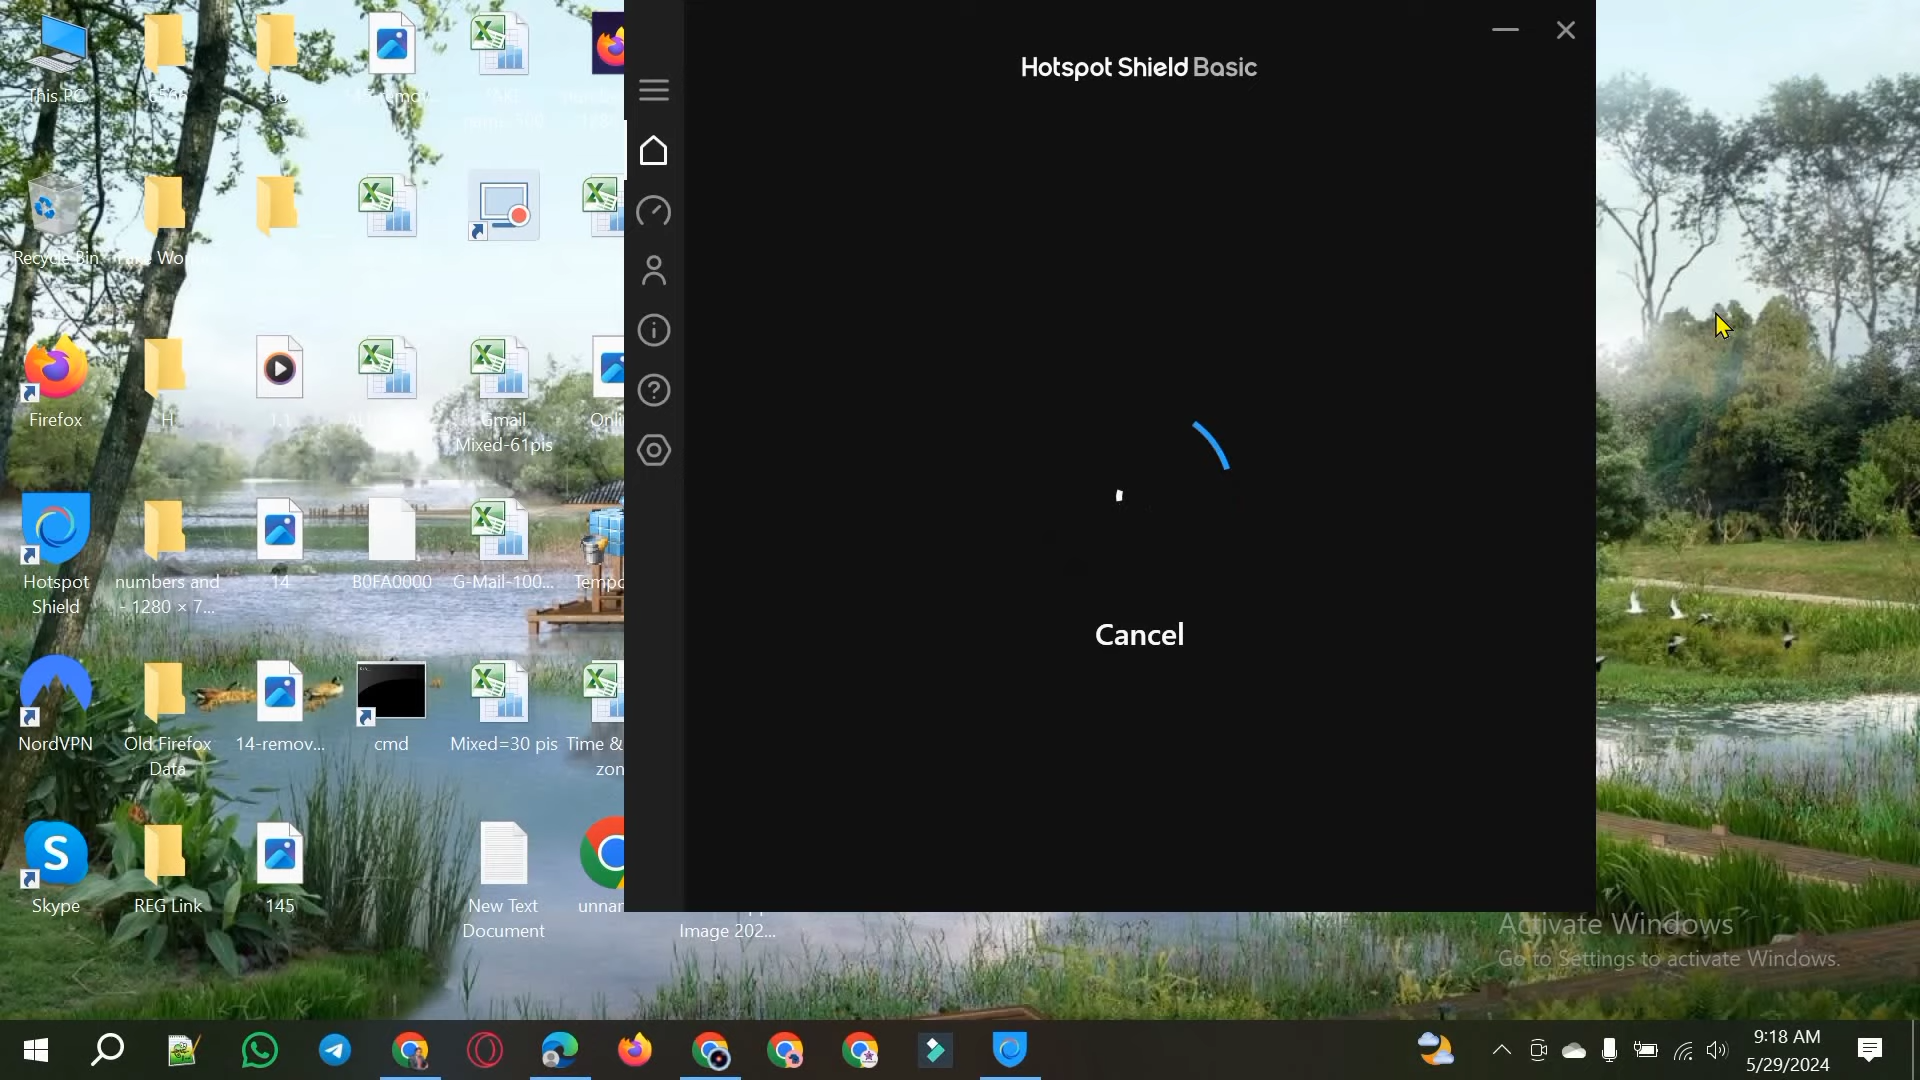 Hotspot Shield Basic
This PC
Recycle Bin
Firefox
H
1.1
Gmail
Mixed-61pis
Hotspot
Shield
numbers and
- 1280 × 7...
14
B0FA0000
G-Mail-100...
Cancel
NordVPN
Old Firefox
Data
14-remov...
cmd
Mixed=30 pis
Time &
zon
Skype
REG Link
145
New Text
Document
unnar
Image 202...
Activate Windows
Go to Settings to activate Windows.
9:18 AM
5/29/2024